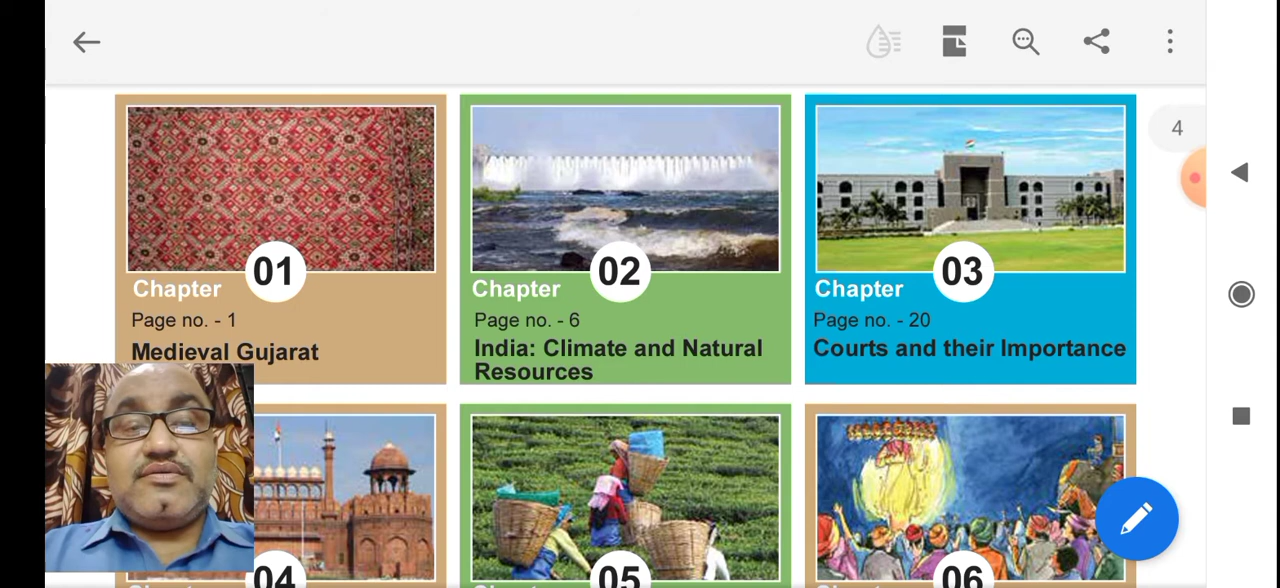 4
01
Chapter
Page no. - 1
Medieval Gujarat
02
Chapter
Page no. - 6
India: Climate and Natural
Resources
03
Chapter
Page no. - 20
Courts and their Importance
04
05
06